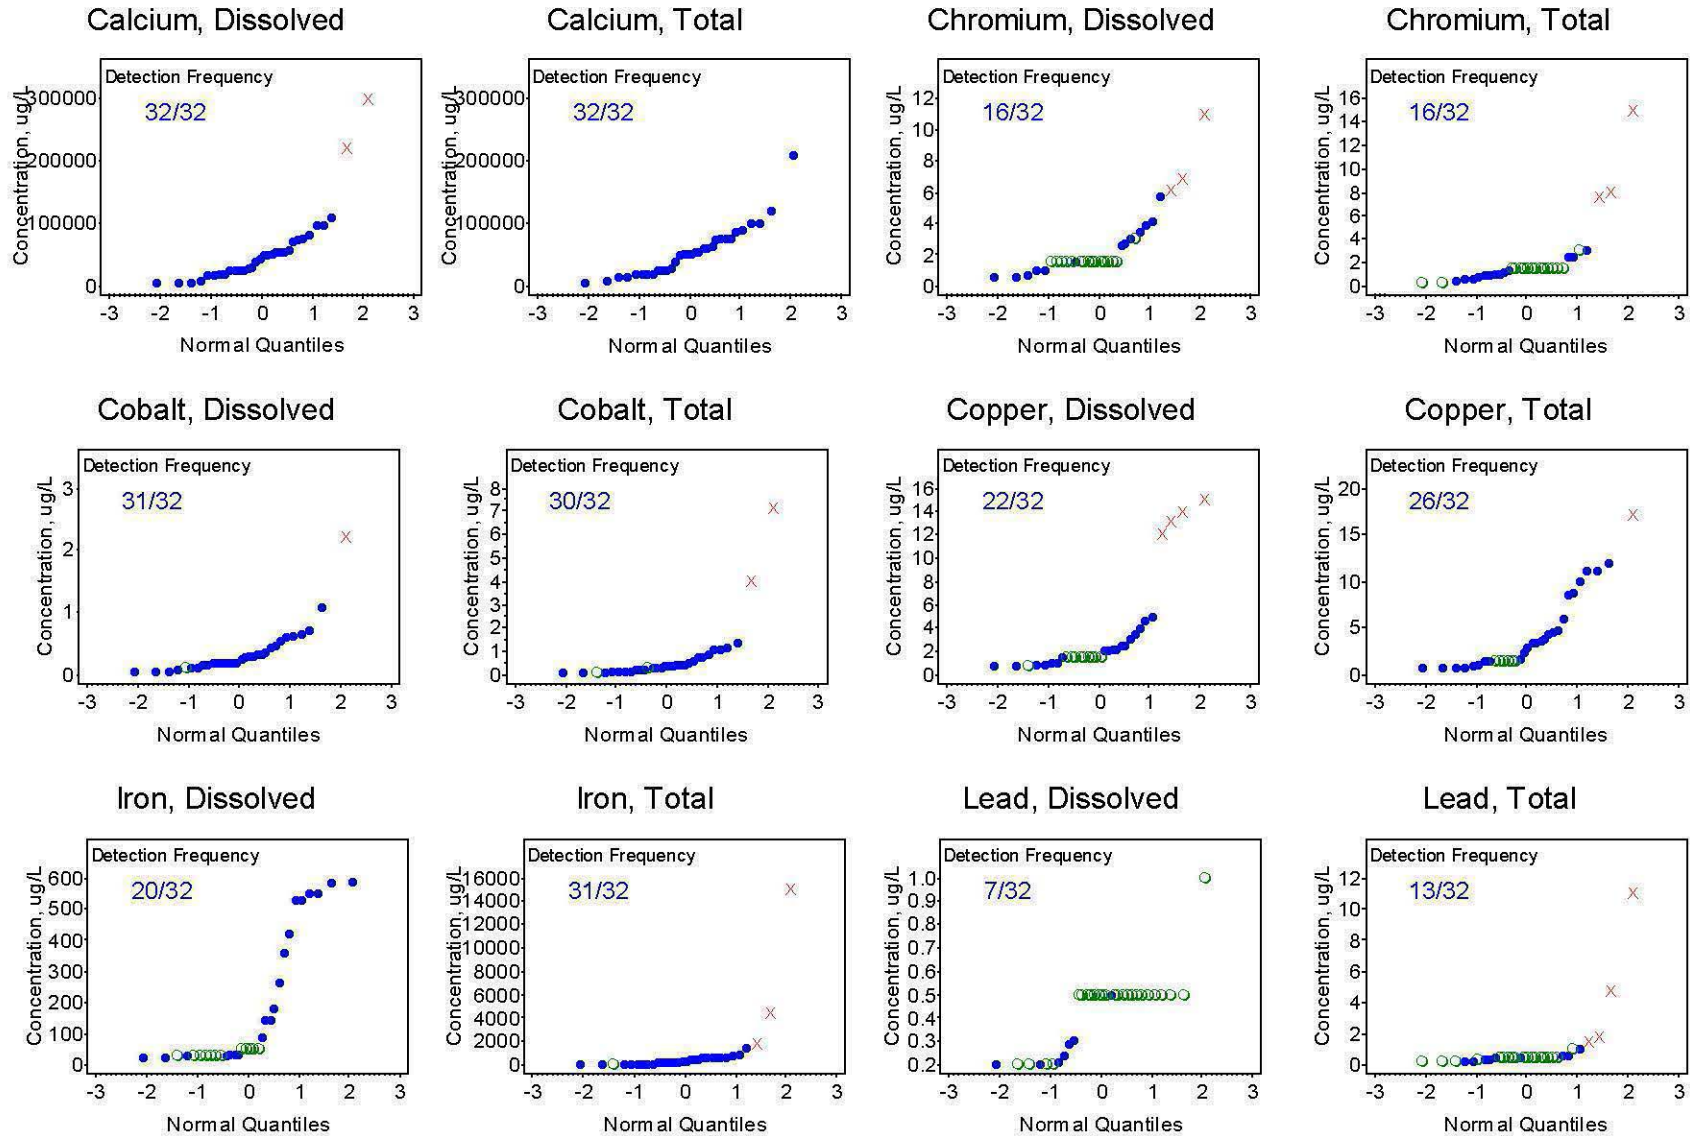 Calcium, Dissolved
Detection Frequency
32/32
Concentration, ug/L
300000
200000
100000
0
-3 -2 -1 0 1 2 3
Normal Quantiles
Calcium, Total
Detection Frequency
32/32
Concentration, ug/L
300000
200000
100000
0
-3 -2 -1 0 1 2 3
Normal Quantiles
Chromium, Dissolved
Detection Frequency
16/32
Concentration, ug/L
12
10
8
6
4
2
0
-3 -2 -1 0 1 2 3
Normal Quantiles
Chromium, Total
Detection Frequency
16/32
Concentration, ug/L
16
14
12
10
8
6
4
2
0
-3 -2 -1 0 1 2 3
Normal Quantiles
Cobalt, Dissolved
Detection Frequency
31/32
Concentration, ug/L
3
2
1
0
-3 -2 -1 0 1 2 3
Normal Quantiles
Cobalt, Total
Detection Frequency
30/32
Concentration, ug/L
8
7
6
5
4
3
2
1
0
-3 -2 -1 0 1 2 3
Normal Quantiles
Copper, Dissolved
Detection Frequency
22/32
Concentration, ug/L
16
14
12
10
8
6
4
2
0
-3 -2 -1 0 1 2 3
Normal Quantiles
Copper, Total
Detection Frequency
26/32
Concentration, ug/L
20
15
10
5
0
-3 -2 -1 0 1 2 3
Normal Quantiles
Iron, Dissolved
Detection Frequency
20/32
Concentration, ug/L
600
500
400
300
200
100
0
-3 -2 -1 0 1 2 3
Normal Quantiles
Iron, Total
Detection Frequency
31/32
Concentration, ug/L
16000
14000
12000
10000
8000
6000
4000
2000
0
-3 -2 -1 0 1 2 3
Normal Quantiles
Lead, Dissolved
Detection Frequency
7/32
Concentration, ug/L
1.0
0.9
0.8
0.7
0.6
0.5
0.4
0.3
0.2
-3 -2 -1 0 1 2 3
Normal Quantiles
Lead, Total
Detection Frequency
13/32
Concentration, ug/L
12
10
8
6
4
2
0
-3 -2 -1 0 1 2 3
Normal Quantiles